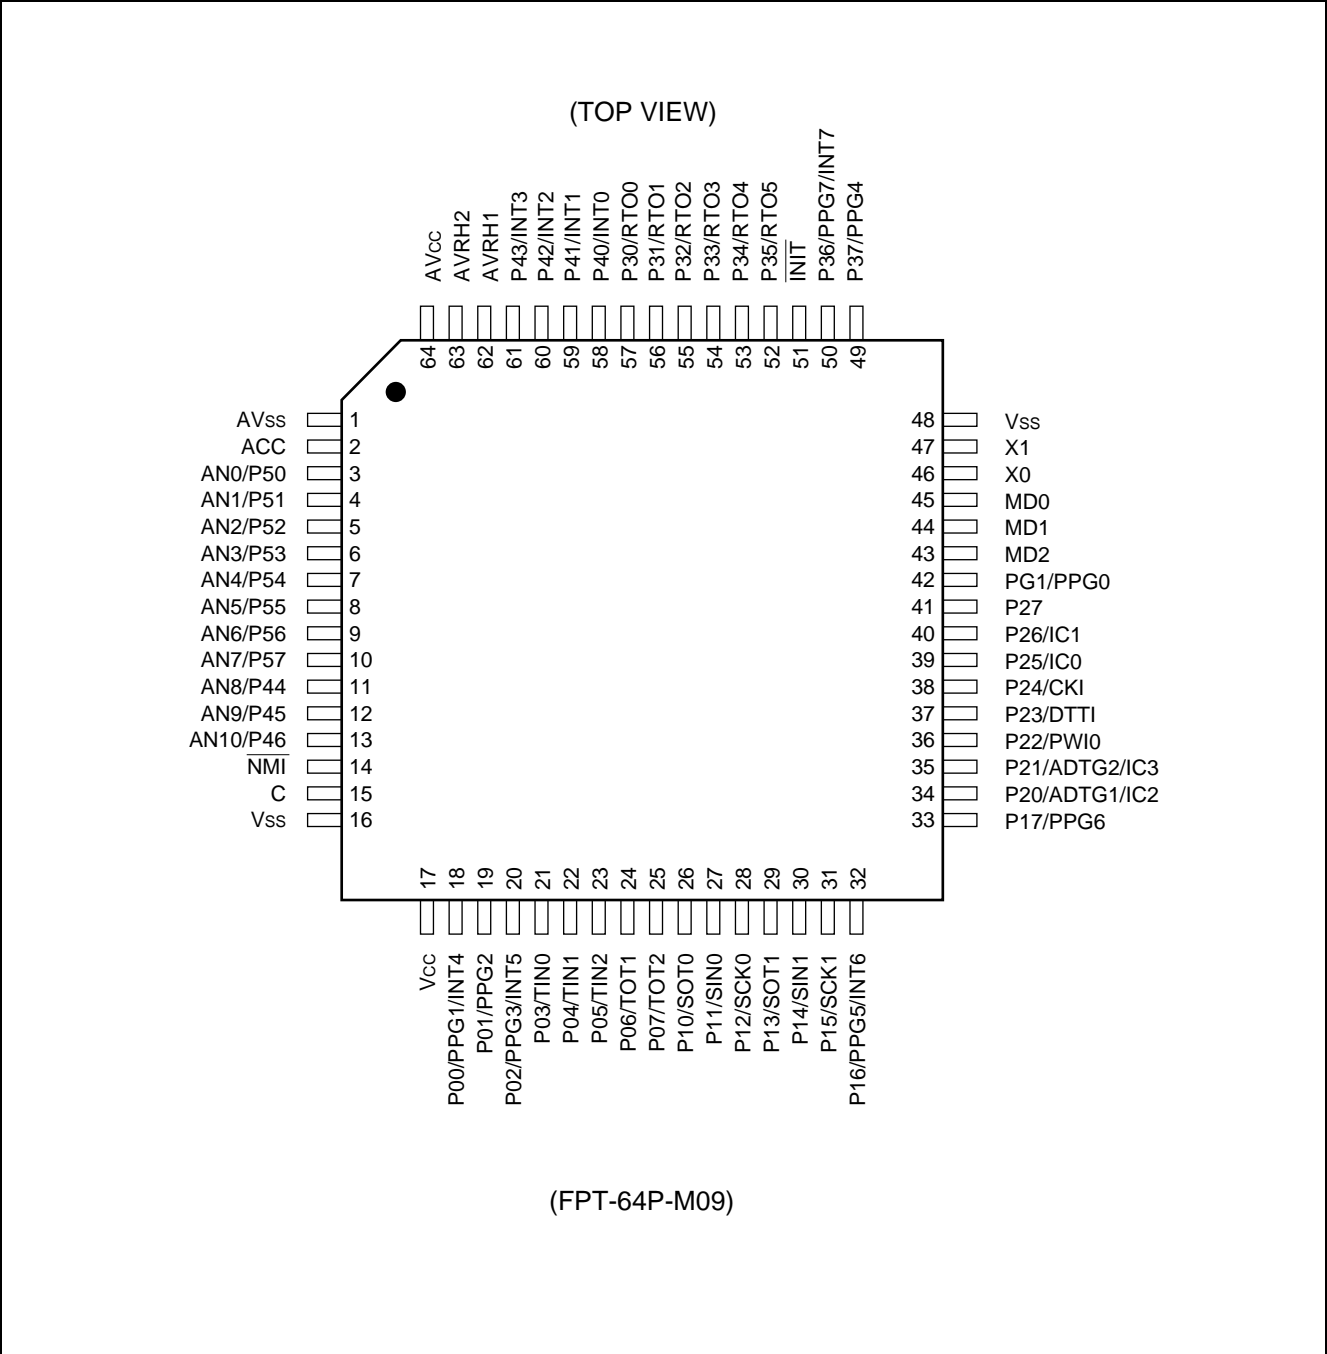 (TOP VIEW)
AVcc
AVRH2
AVRH1
P43/INT3
P42/INT2
P41/INT1
P40/INT0
P30/RTO0
P31/RTO1
P32/RTO2
P33/RTO3
P34/RTO4
P35/RTO5
INIT
P36/PPG7/INT7
P37/PPG4
64 63 62 61 60 59 58 57 56 55 54 53 52 51 50 49
AVss 1
ACC 2
AN0/P50 3
AN1/P51 4
AN2/P52 5
AN3/P53 6
AN4/P54 7
AN5/P55 8
AN6/P56 9
AN7/P57 10
AN8/P44 11
AN9/P45 12
AN10/P46 13
NMI 14
C 15
Vss 16
48 Vss
47 X1
46 X0
45 MD0
44 MD1
43 MD2
42 PG1/PPG0
41 P27
40 P26/IC1
39 P25/IC0
38 P24/CKI
37 P23/DTTI
36 P22/PWI0
35 P21/ADTG2/IC3
34 P20/ADTG1/IC2
33 P17/PPG6
17 18 19 20 21 22 23 24 25 26 27 28 29 30 31 32
Vcc
P00/PPG1/INT4
P01/PPG2
P02/PPG3/INT5
P03/TIN0
P04/TIN1
P05/TIN2
P06/TOT1
P07/TOT2
P10/SOT0
P11/SIN0
P12/SCK0
P13/SOT1
P14/SIN1
P15/SCK1
P16/PPG5/INT6
(FPT-64P-M09)